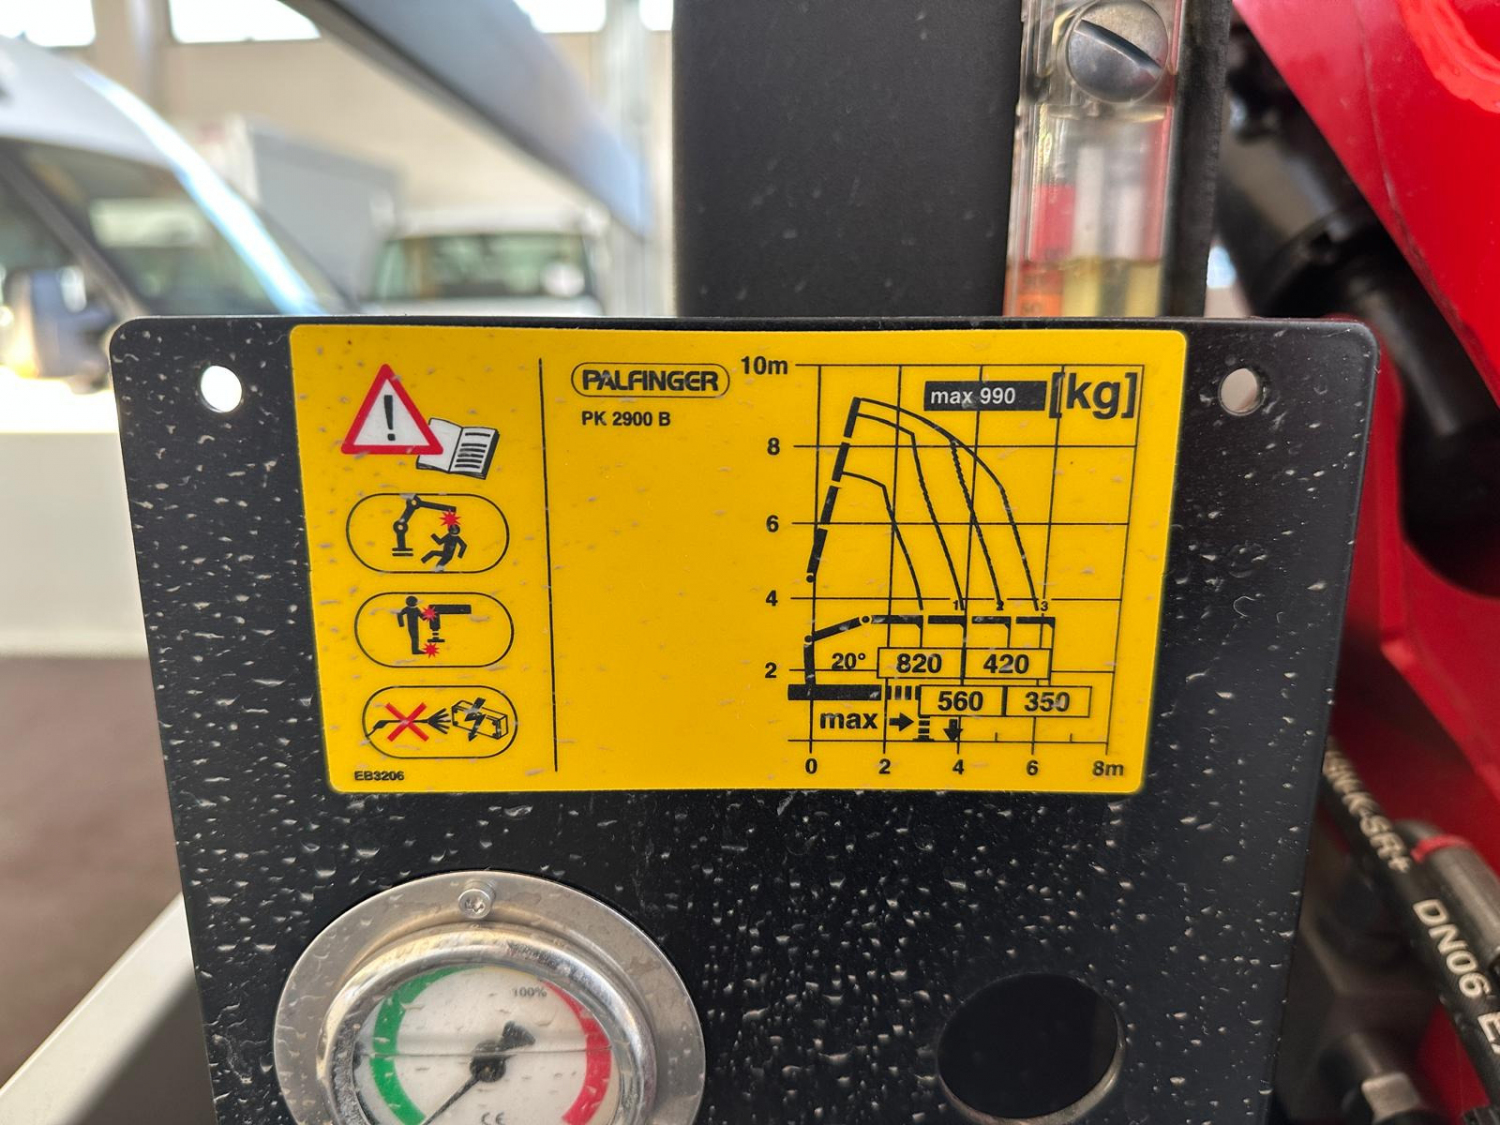 PALFINGER
PK 2900 B
10m
max 990
[kg]
8
6
4
1 2 3
2
20° 820 420
560 350
max
0 2 4 6 8m
EB3206
100%
CE
DN06